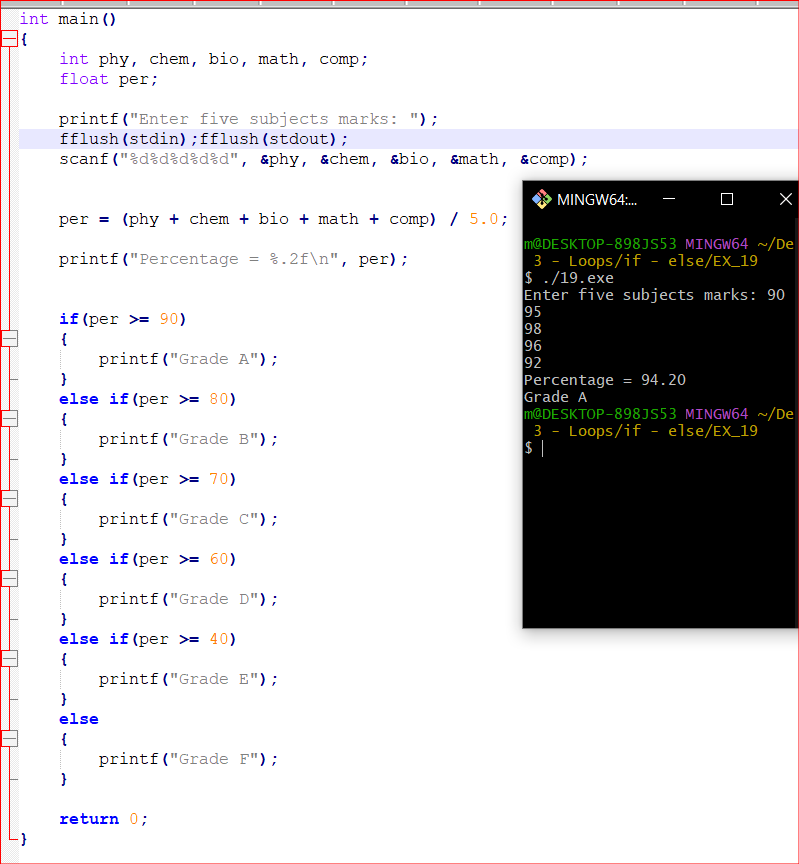 int main()
{
    int phy, chem, bio, math, comp;
    float per;
    printf("Enter five subjects marks: ");
    fflush(stdin);fflush(stdout);
    scanf("%d%d%d%d%d", &phy, &chem, &bio, &math, &comp);
    per = (phy + chem + bio + math + comp) / 5.0;
    printf("Percentage = %.2f\n", per);
    if(per >= 90)
    {
        printf("Grade A");
    }
    else if(per >= 80)
    {
        printf("Grade B");
    }
    else if(per >= 70)
    {
        printf("Grade C");
    }
    else if(per >= 60)
    {
        printf("Grade D");
    }
    else if(per >= 40)
    {
        printf("Grade E");
    }
    else
    {
        printf("Grade F");
    }
    return 0;
}
MINGW64:...
m@DESKTOP-898JS53 MINGW64 ~/De
 3 - Loops/if - else/EX_19
$ ./19.exe
Enter five subjects marks: 90
95
98
96
92
Percentage = 94.20
Grade A
m@DESKTOP-898JS53 MINGW64 ~/De
 3 - Loops/if - else/EX_19
$